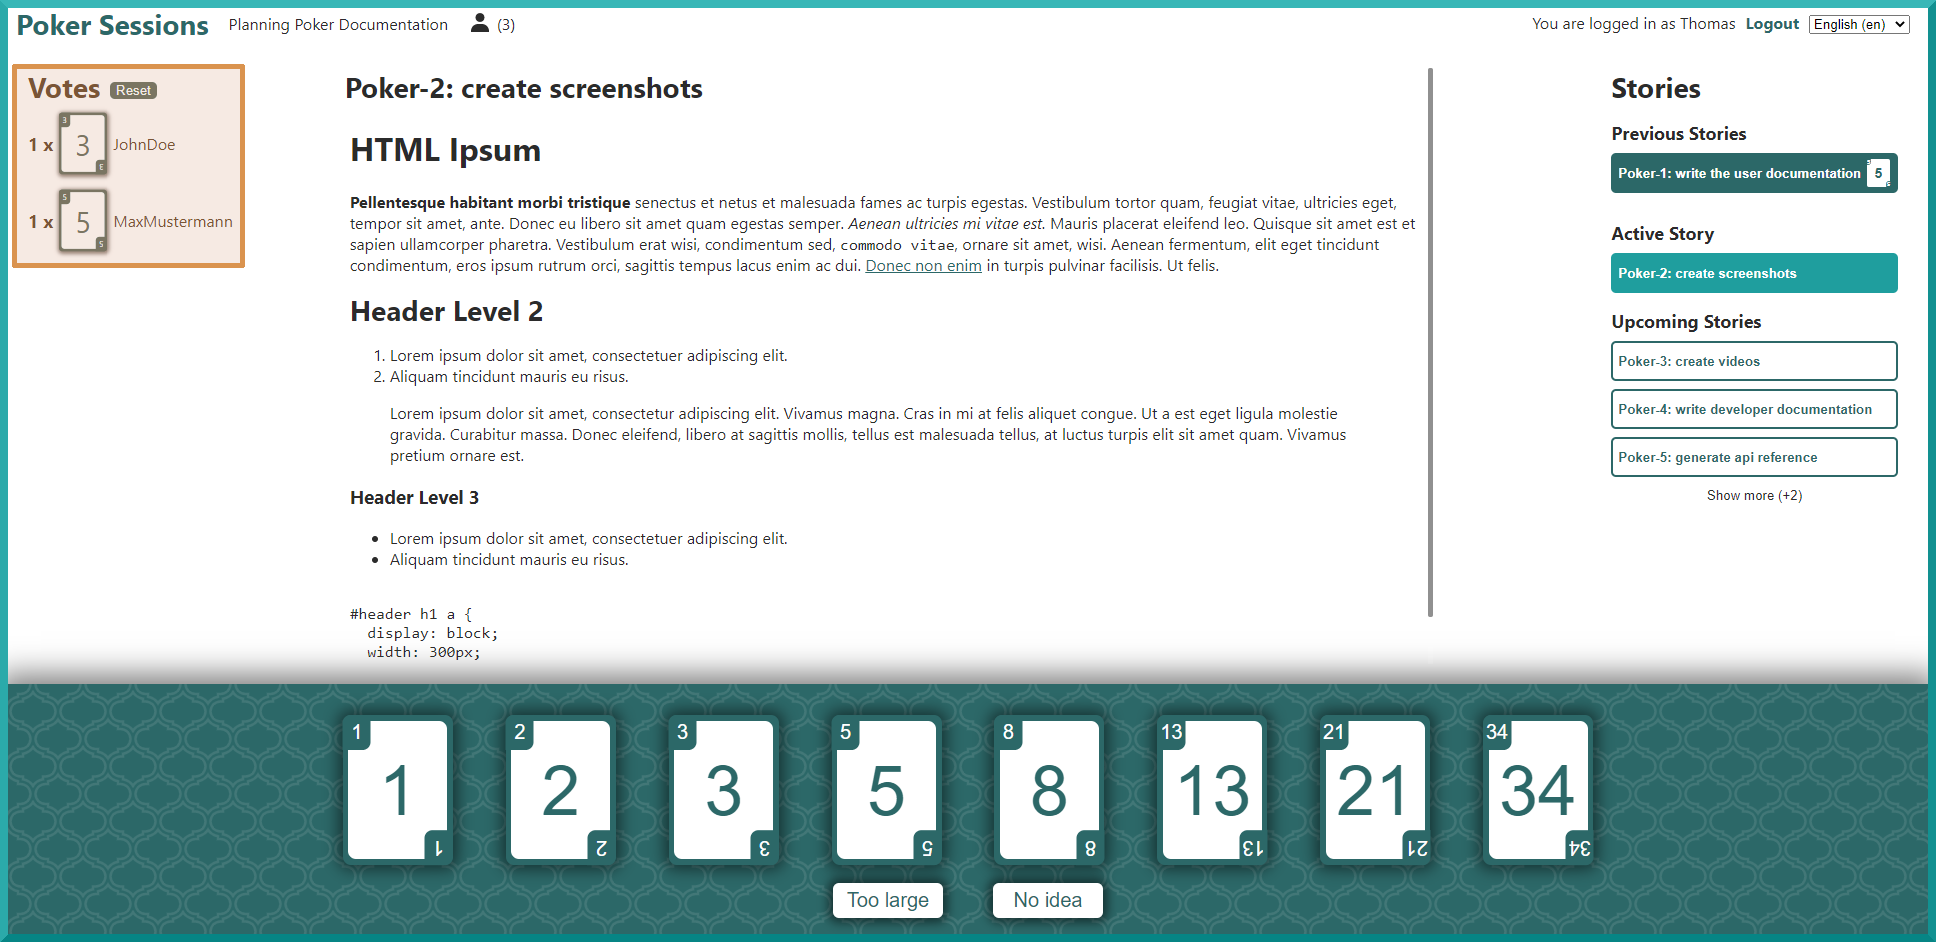 Poker Sessions Planning Poker Documentation (3) You are logged in as Thomas Logout English (en)
Votes Reset
1 x 3 3 3 JohnDoe
1 x 5 5 5 MaxMustermann
Poker-2: create screenshots
HTML Ipsum
Pellentesque habitant morbi tristique senectus et netus et malesuada fames ac turpis egestas. Vestibulum tortor quam, feugiat vitae, ultricies eget,
tempor sit amet, ante. Donec eu libero sit amet quam egestas semper. Aenean ultricies mi vitae est. Mauris placerat eleifend leo. Quisque sit amet est et
sapien ullamcorper pharetra. Vestibulum erat wisi, condimentum sed, commodo vitae, ornare sit amet, wisi. Aenean fermentum, elit eget tincidunt
condimentum, eros ipsum rutrum orci, sagittis tempus lacus enim ac dui. Donec non enim in turpis pulvinar facilisis. Ut felis.
Header Level 2
1. Lorem ipsum dolor sit amet, consectetuer adipiscing elit.
2. Aliquam tincidunt mauris eu risus.
Lorem ipsum dolor sit amet, consectetur adipiscing elit. Vivamus magna. Cras in mi at felis aliquet congue. Ut a est eget ligula molestie
gravida. Curabitur massa. Donec eleifend, libero at sagittis mollis, tellus est malesuada tellus, at luctus turpis elit sit amet quam. Vivamus
pretium ornare est.
Header Level 3
• Lorem ipsum dolor sit amet, consectetuer adipiscing elit.
• Aliquam tincidunt mauris eu risus.
#header h1 a {
display: block;
width: 300px;
Stories
Previous Stories
Poker-1: write the user documentation 5
Active Story
Poker-2: create screenshots
Upcoming Stories
Poker-3: create videos
Poker-4: write developer documentation
Poker-5: generate api reference
Show more (+2)
1 2 3 5 8 13 21 34
1 2 3 5 8 13 21 34
1 2 3 5 8 13 21 34
Too large No idea